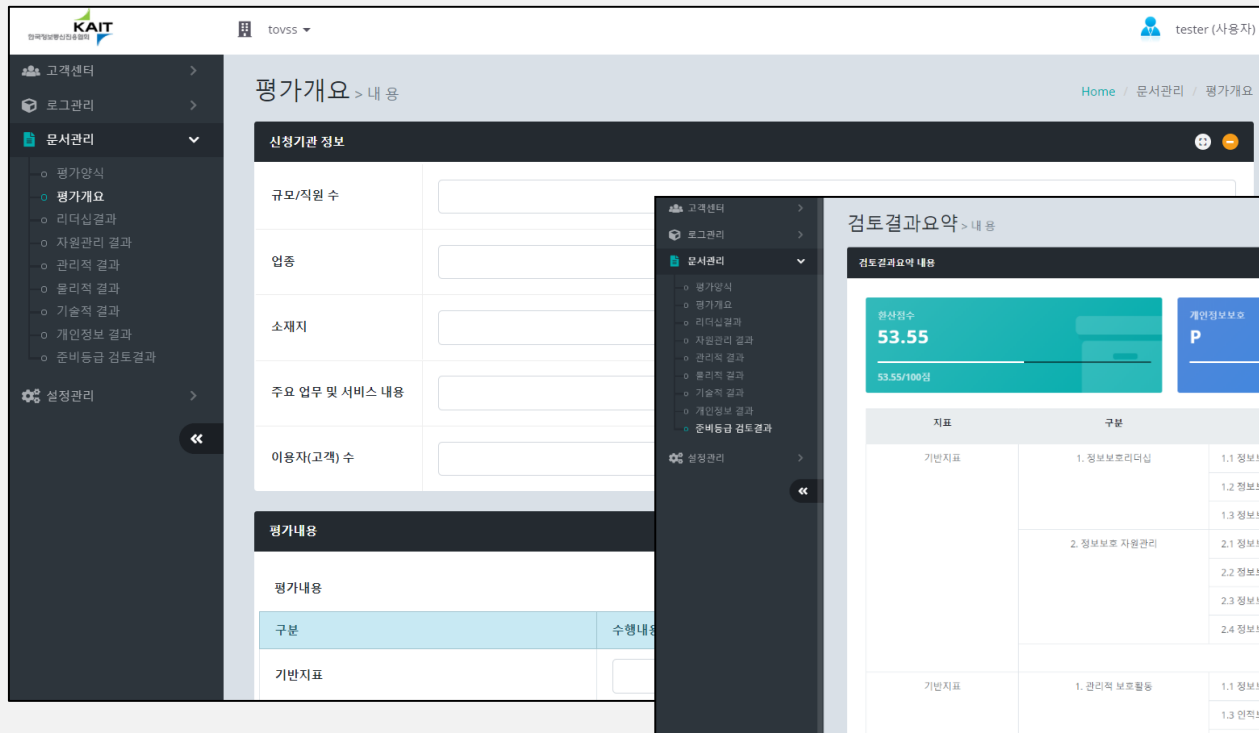 KAIT
한국정보통신진흥협회
tovss
tester (사용자)
고객센터
로그관리
문서관리
평가양식
평가개요
리더십결과
자원관리 결과
관리적 결과
물리적 결과
기술적 결과
개인정보 결과
준비등급 검토결과
설정관리
평가개요 > 내 용
Home / 문서관리 / 평가개요
신청기관 정보
규모/직원 수
업종
소재지
주요 업무 및 서비스 내용
이용자(고객) 수
평가내용
평가내용
구분 수행내용
기반지표
고객센터
로그관리
문서관리
평가양식
평가개요
리더십결과
자원관리 결과
관리적 결과
물리적 결과
기술적 결과
개인정보 결과
준비등급 검토결과
설정관리
검토결과요약 > 내 용
검토결과요약 내용
환산점수
53.55
53.55/100점
개인정보보호
P
지표 구분
기반지표 1. 정보보호리더십 1.1 정보
1.2 정보
1.3 정보
2. 정보보호 자원관리 2.1 정보
2.2 정보
2.3 정보
2.4 정보
기반지표 1. 관리적 보호활동 1.1 정보
1.3 인적